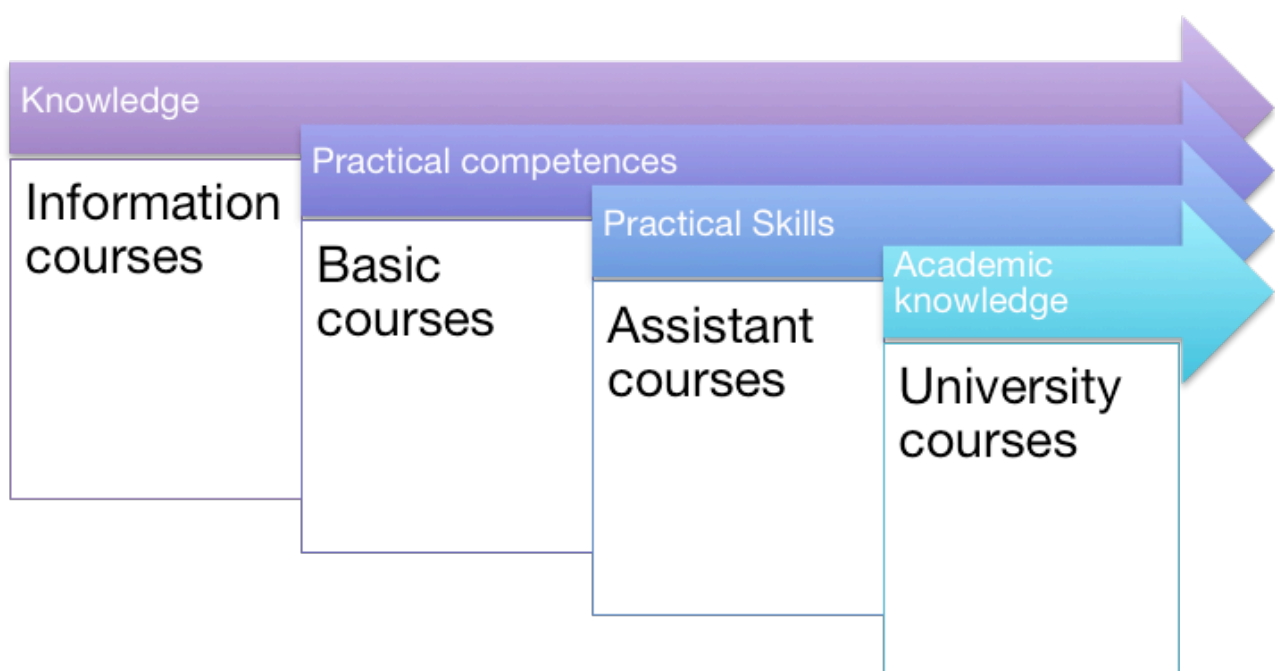 Knowledge
Information
courses
Practical competences
Basic
courses
Practical Skills
Assistant
courses
Academic
knowledge
University
courses